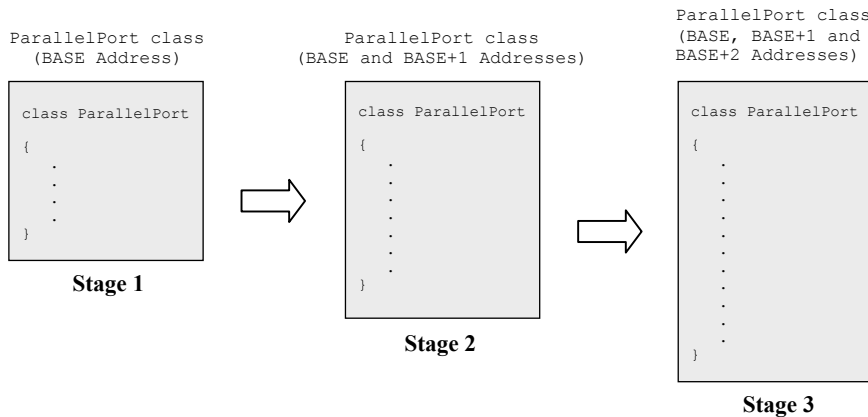 ParallelPort class
(BASE Address)
class ParallelPort
{
.
.
.
.
}
Stage 1
ParallelPort class
(BASE and BASE+1 Addresses)
class ParallelPort
{
.
.
.
.
.
.
.
}
Stage 2
ParallelPort class
(BASE, BASE+1 and
BASE+2 Addresses)
class ParallelPort
{
.
.
.
.
.
.
.
.
.
.
.
}
Stage 3